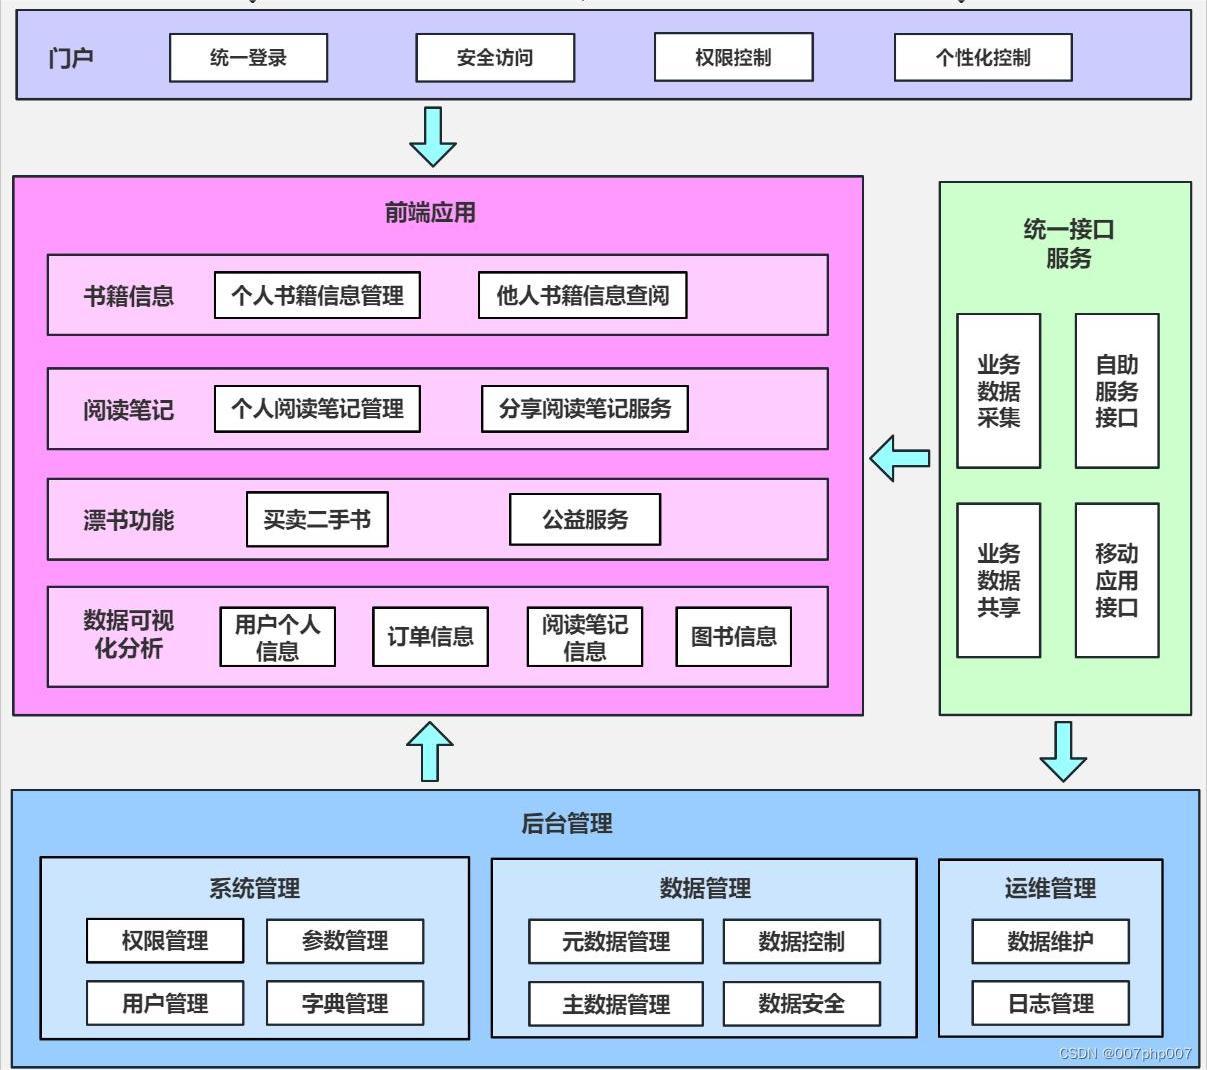 门户
统一登录
安全访问
权限控制
个性化控制
前端应用
书籍信息
个人书籍信息管理
他人书籍信息查阅
阅读笔记
个人阅读笔记管理
分享阅读笔记服务
漂书功能
买卖二手书
公益服务
数据可视
化分析
用户个人
信息
订单信息
阅读笔记
信息
图书信息
统一接口
服务
业务
数据
采集
自助
服务
接口
业务
数据
共享
移动
应用
接口
后台管理
系统管理
权限管理
参数管理
用户管理
字典管理
数据管理
元数据管理
数据控制
主数据管理
数据安全
运维管理
数据维护
日志管理
CSDN @007php007